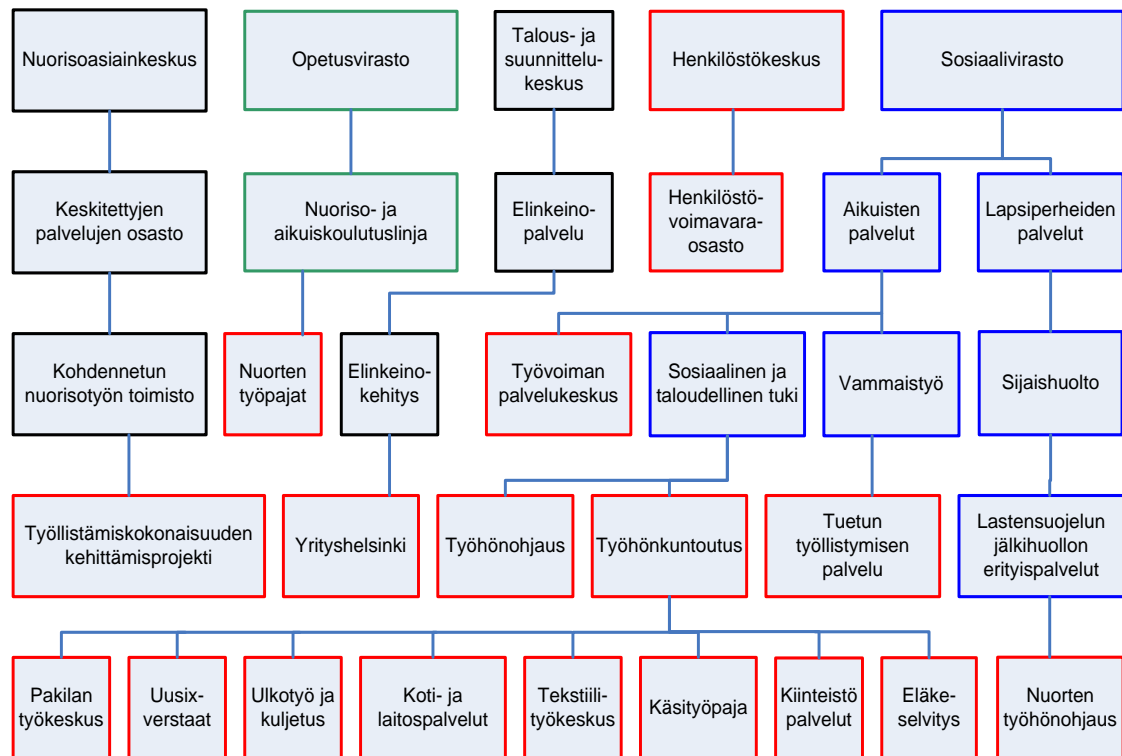 Nuorisoasiainkeskus
Opetusvirasto
Talous- ja
suunnittelu-
keskus
Henkilöstökeskus
Sosiaalivirasto
Keskitettyjen
palvelujen osasto
Nuoriso- ja
aikuiskoulutuslinja
Elinkeino-
palvelu
Henkilöstö-
voimavara-
osasto
Aikuisten
palvelut
Lapsiperheiden
palvelut
Kohdennetun
nuorisotyön toimisto
Nuorten
työpajat
Elinkeino-
kehitys
Työvoiman
palvelukeskus
Sosiaalinen ja
taloudellinen tuki
Vammaistyö
Sijaishuolto
Työllistämiskokonaisuuden
kehittämisprojekti
Yrityshelsinki
Työhönohjaus
Työhönkuntoutus
Tuetun
työllistymisen
palvelu
Lastensuojelun
jälkihuollon
erityispalvelut
Pakilan
työkeskus
Uusix-
verstaat
Ulkotyö ja
kuljetus
Koti- ja
laitospalvelut
Tekstiili-
työkeskus
Käsityöpaja
Kiinteistö
palvelut
Eläke-
selvitys
Nuorten
työhönohjaus